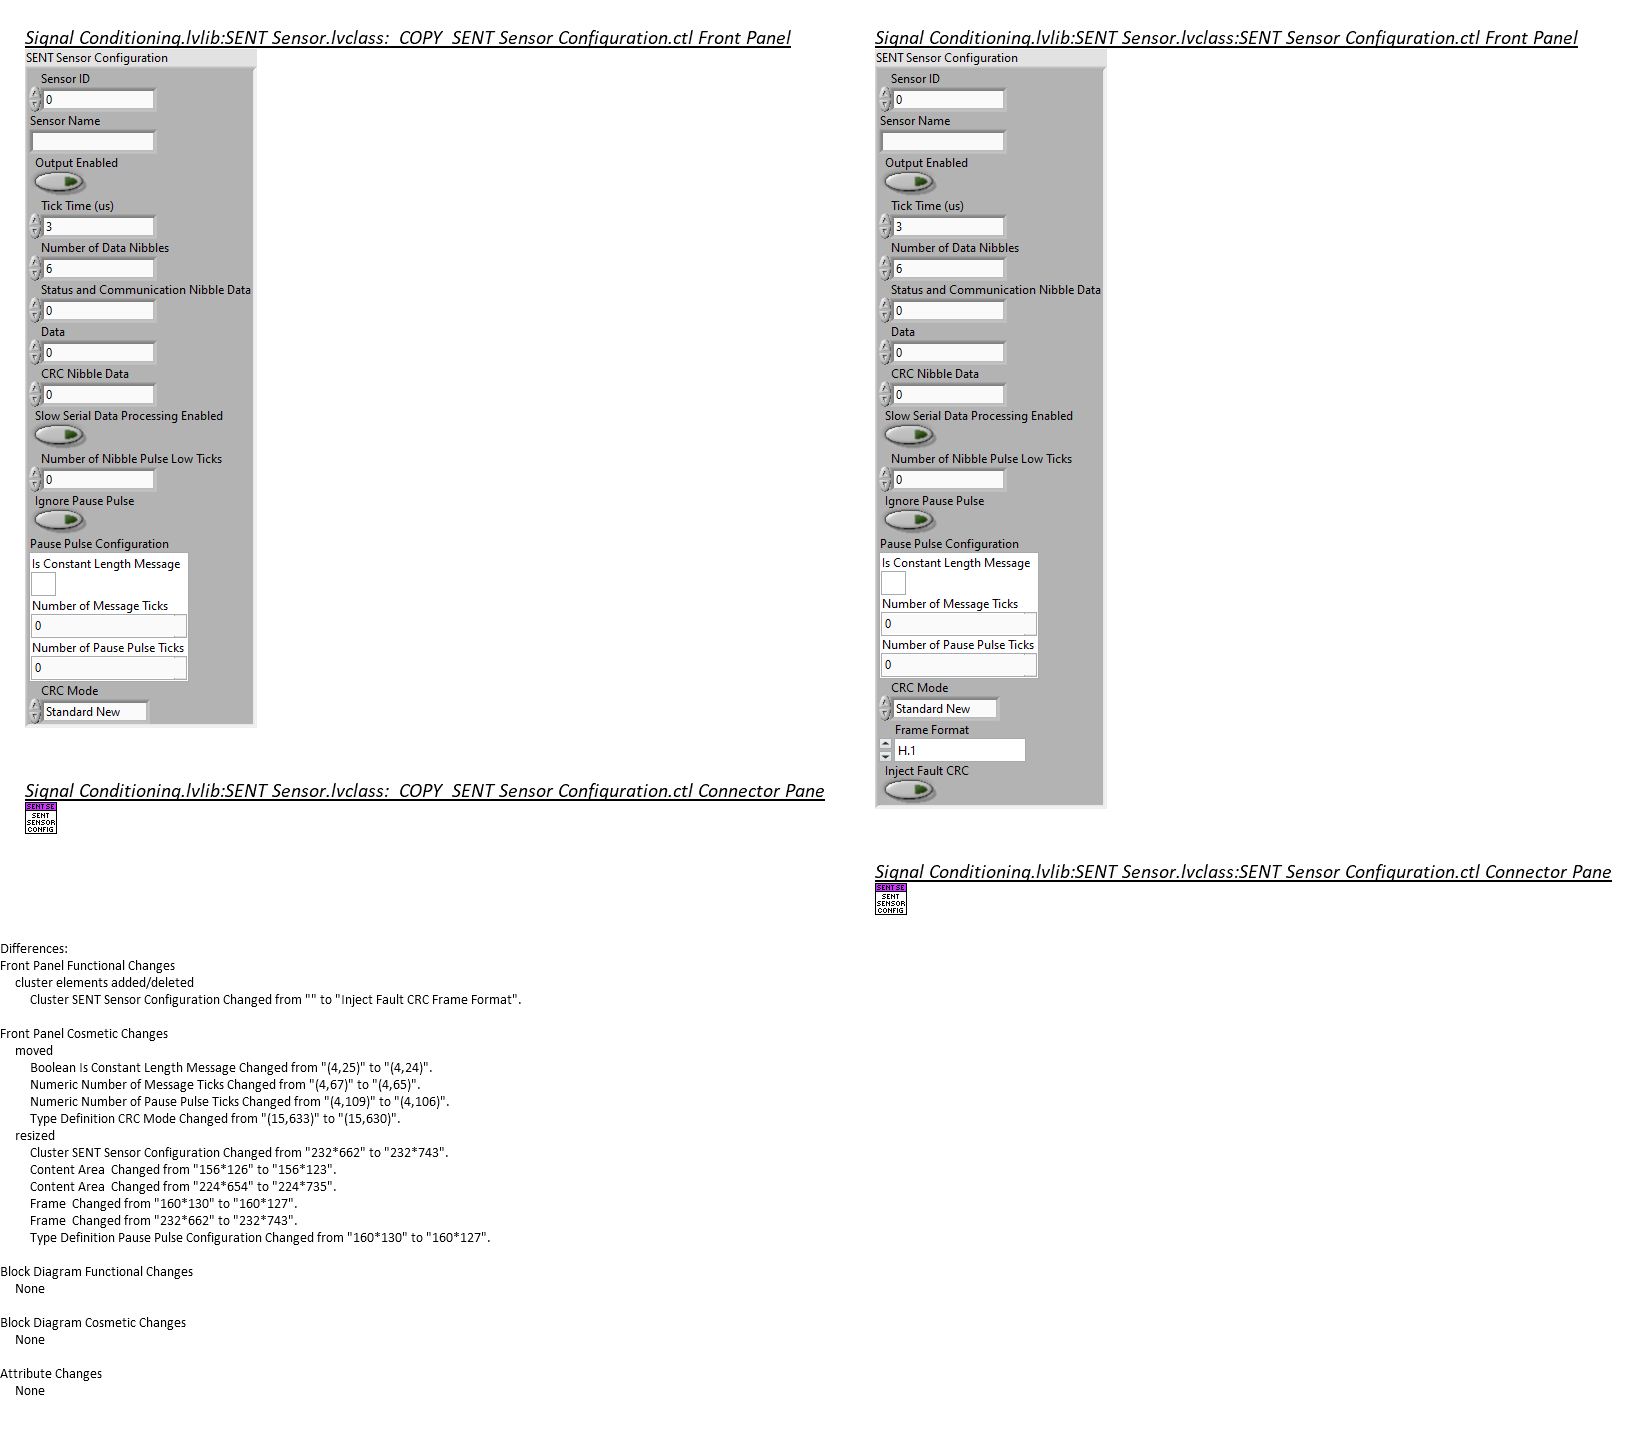 Signal Conditioning.lvlib:SENT Sensor.lvclass:_COPY_SENT Sensor Configuration.ctl Front Panel
SENT Sensor Configuration
Sensor ID
0
Sensor Name
Output Enabled
Tick Time (us)
3
Number of Data Nibbles
6
Status and Communication Nibble Data
0
Data
0
CRC Nibble Data
0
Slow Serial Data Processing Enabled
Number of Nibble Pulse Low Ticks
0
Ignore Pause Pulse
Pause Pulse Configuration
Is Constant Length Message
Number of Message Ticks
0
Number of Pause Pulse Ticks
0
CRC Mode
Standard New
Signal Conditioning.lvlib:SENT Sensor.lvclass:_COPY_SENT Sensor Configuration.ctl Connector Pane
SENT SE
SENT
SENSOR
CONFIG
Signal Conditioning.lvlib:SENT Sensor.lvclass:SENT Sensor Configuration.ctl Front Panel
SENT Sensor Configuration
Sensor ID
0
Sensor Name
Output Enabled
Tick Time (us)
3
Number of Data Nibbles
6
Status and Communication Nibble Data
0
Data
0
CRC Nibble Data
0
Slow Serial Data Processing Enabled
Number of Nibble Pulse Low Ticks
0
Ignore Pause Pulse
Pause Pulse Configuration
Is Constant Length Message
Number of Message Ticks
0
Number of Pause Pulse Ticks
0
CRC Mode
Standard New
Frame Format
H.1
Inject Fault CRC
Signal Conditioning.lvlib:SENT Sensor.lvclass:SENT Sensor Configuration.ctl Connector Pane
SENT SE
SENT
SENSOR
CONFIG
Differences:
Front Panel Functional Changes
cluster elements added/deleted
Cluster SENT Sensor Configuration Changed from "" to "Inject Fault CRC Frame Format".
Front Panel Cosmetic Changes
moved
Boolean Is Constant Length Message Changed from "(4,25)" to "(4,24)".
Numeric Number of Message Ticks Changed from "(4,67)" to "(4,65)".
Numeric Number of Pause Pulse Ticks Changed from "(4,109)" to "(4,106)".
Type Definition CRC Mode Changed from "(15,633)" to "(15,630)".
resized
Cluster SENT Sensor Configuration Changed from "232*662" to "232*743".
Content Area  Changed from "156*126" to "156*123".
Content Area  Changed from "224*654" to "224*735".
Frame  Changed from "160*130" to "160*127".
Frame  Changed from "232*662" to "232*743".
Type Definition Pause Pulse Configuration Changed from "160*130" to "160*127".
Block Diagram Functional Changes
None
Block Diagram Cosmetic Changes
None
Attribute Changes
None